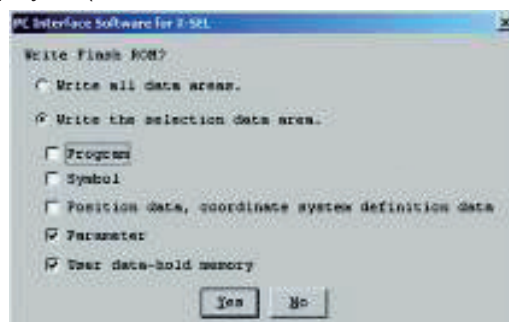 PC Interface Software for X-SEL
Write Flash ROM?
Write all data areas.
Write the selection data area.
Program
Symbol
Position data, coordinate system definition data
Parameter
User data-hold memory
Yes No